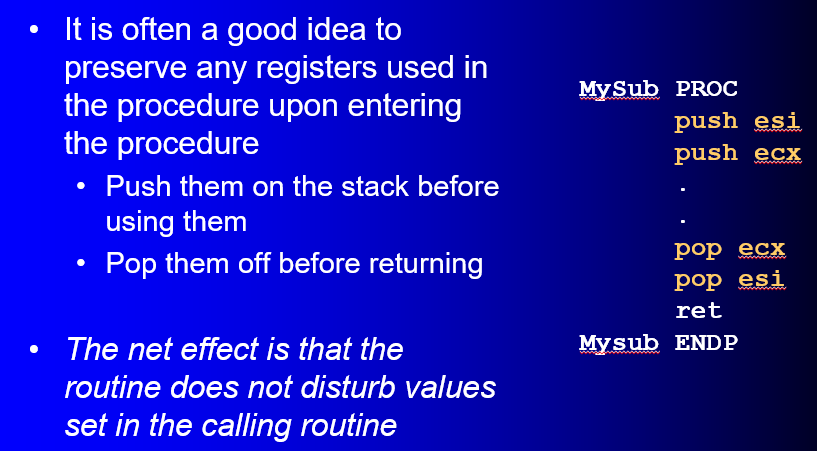 • It is often a good idea to
preserve any registers used in
the procedure upon entering
the procedure
• Push them on the stack before
using them
• Pop them off before returning
• The net effect is that the
routine does not disturb values
set in the calling routine
MySub PROC
push esi
push ecx
.
.
pop ecx
pop esi
ret
Mysub ENDP